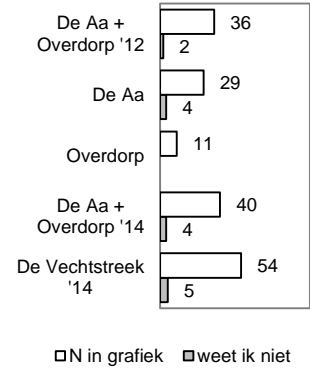 De Aa +
Overdorp '12
36
2
De Aa
29
4
Overdorp
11
De Aa +
Overdorp '14
40
4
De Vechtstreek
'14
54
5
N in grafiek
weet ik niet